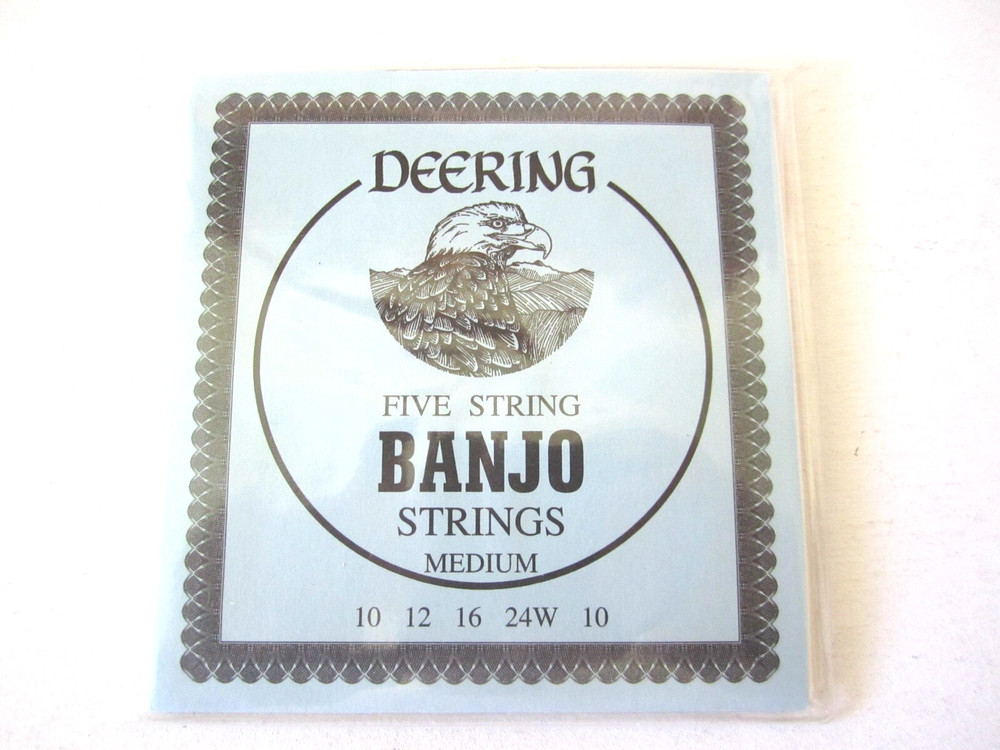 DEERING
FIVE STRING
BANJO
STRINGS
MEDIUM
10 12 16 24W 10